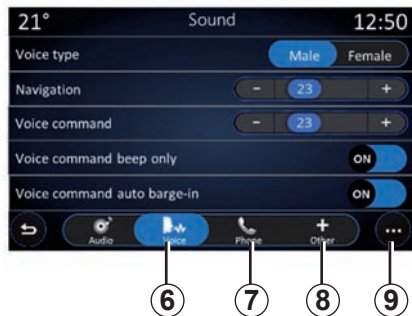 21° Sound 12:50
Voice type Male Female
Navigation - 23 +
Voice command - 23 +
Voice command beep only ON
Voice command auto barge-in ON
Audio Voice Phone Other ...
6 7 8 9